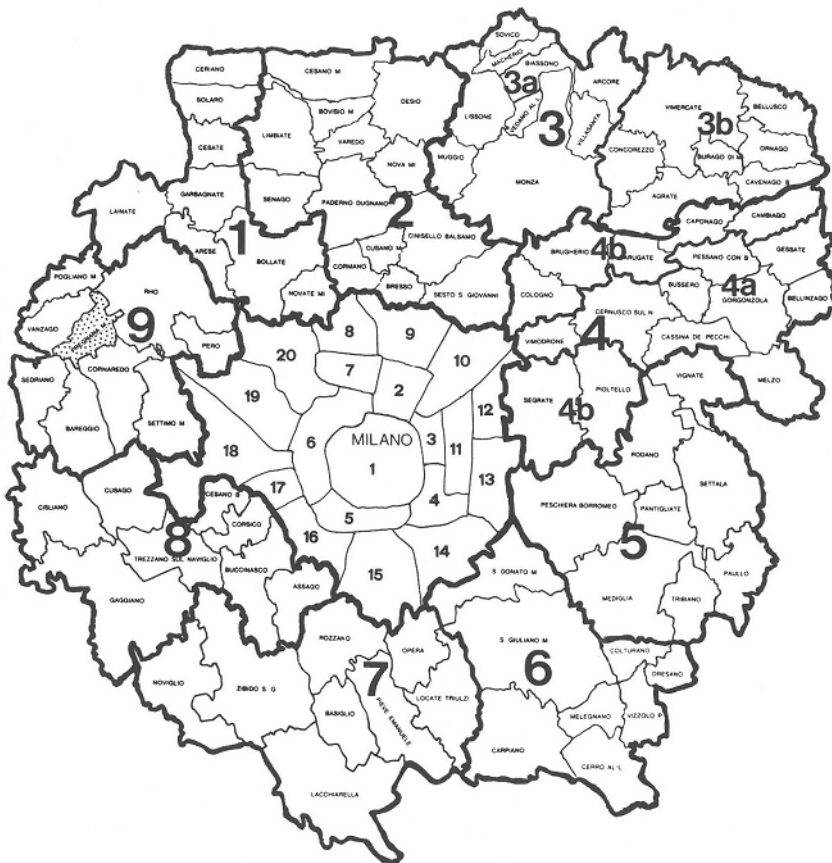 SOVICO
MACHERIO
BIASSONO
CERIANO
CESANO M
3a
ARCORE
SOLARO
DESIO
LISSONE
VEDANO AL L
3
VILLASANTA
VIMERCATE
BELLUSCO
BOVISIO M
LIMBIATE
3b
CESATE
VAREDO
CONCOREZZO
BURAGO DI M
ORNAGO
MUGGIO
NOVA MI
MONZA
CAVENAGO B
GARBAGNATE
SENAGO
PADERNO DUGNANO
AGRATE
LAINATE
2
CAPONAGO
CAMBIAGO
1
CINISELLO BALSAMO
ARESE
BOLLATE
CUSANO M
BRUGHERIO
4b
CARUGATE
PESSANO CON B
GESSATE
CORMANO
POGLIANO M
RHO
BRESSO
COLOGNO
BUSSERO
4a
BELLINZAGO
NOVATE MI
SESTO S GIOVANNI
GORGONZOLA
VANZAGO
9
CERNUSCO SUL N
PERO
8
9
VIMODRONE
4
CASSINA DE PECCHI
20
7
10
SEDRIANO
CORNAREDO
2
VIGNATE
MELZO
19
12
SEGRATE
4b
PIOLTELLO
BAREGGIO
SETTIMO M
6
MILANO
3
11
18
1
RODANO
SETTALA
CUSAGO
17
13
CISLIANO
CESANO B
4
PESCHIERA BORROMEO
PANTIGLIATE
5
CORSICO
16
5
8
TREZZANO SUL NAVIGLIO
14
BUCCINASCO
15
S DONATO M
PAULLO
ASSAGO
MEDIGLIA
TRIBIANO
GAGGIANO
ROZZANO
OPERA
S GIULIANO M
COLTURANO
6
DRESANO
NOVIGLIO
ZIBIDO S G
7
LOCATE TRIULZI
BASIGLIO
PIEVE EMANUELE
MELEGNANO
VIZZOLO P
CARPIANO
CERRO AL L
LACCHIARELLA